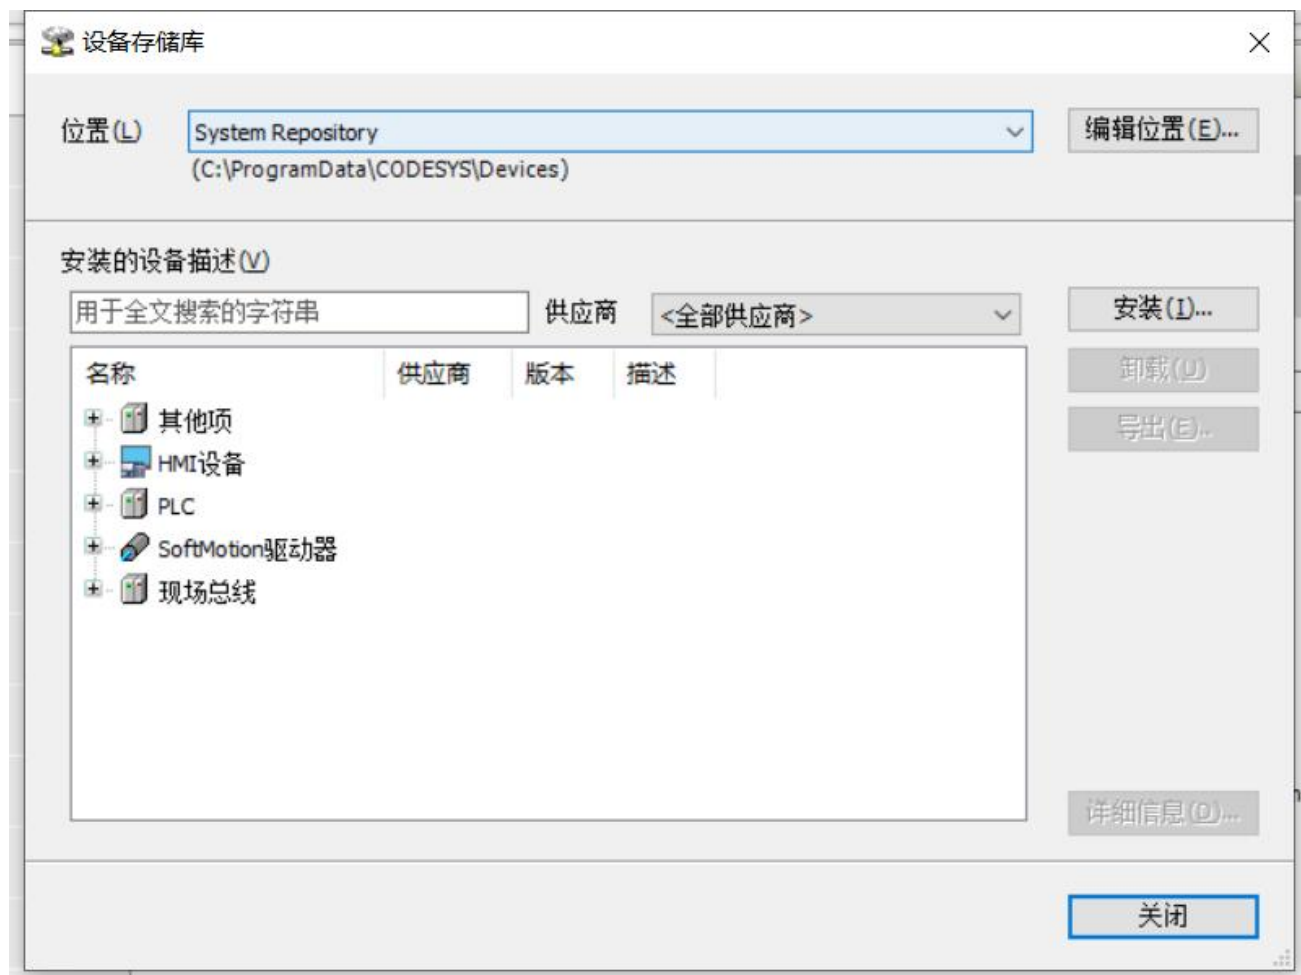 设备存储库
位置(L) System Repository 编辑位置(E)...
(C:\ProgramData\CODESYS\Devices)
安装的设备描述(V)
用于全文搜索的字符串 供应商 <全部供应商> 安装(I)...
名称 供应商 版本 描述 卸载(U)
其他项 导出(E)..
HMI设备
PLC
SoftMotion驱动器
现场总线
详细信息(D)...
关闭